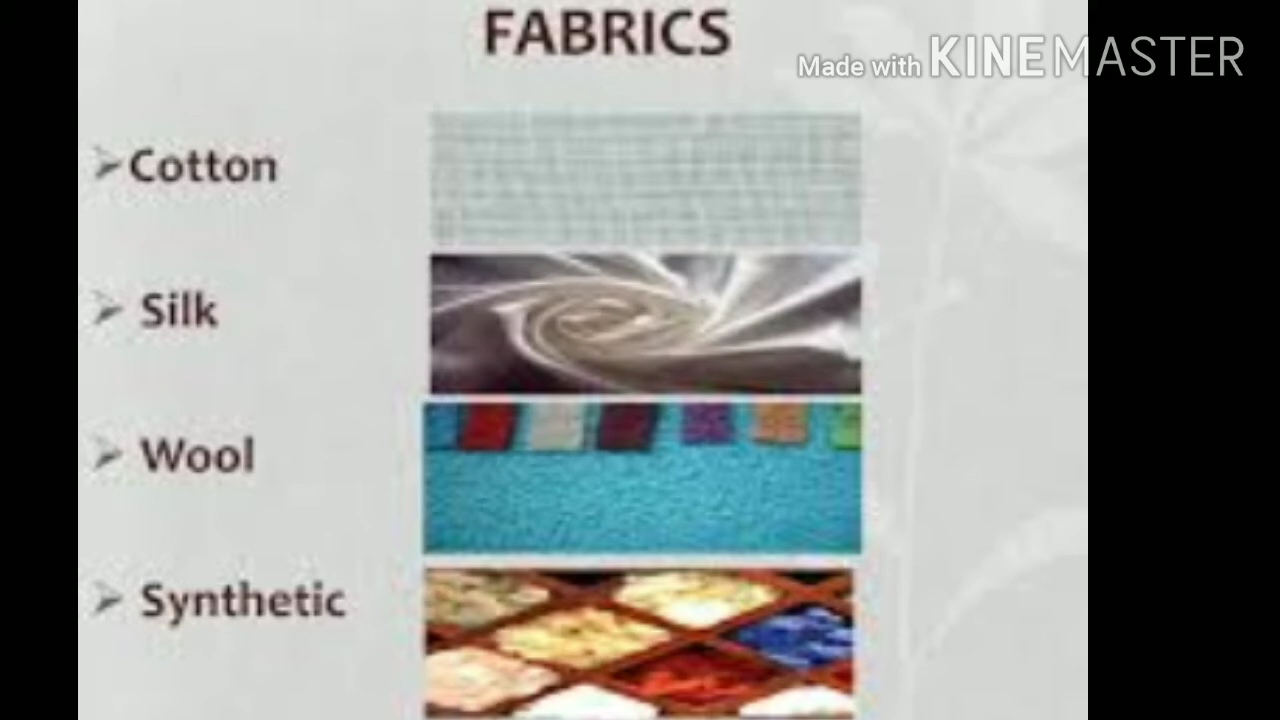 FABRICS
Made with KINEMASTER
➢Cotton
➢ Silk
➢ Wool
➢ Synthetic